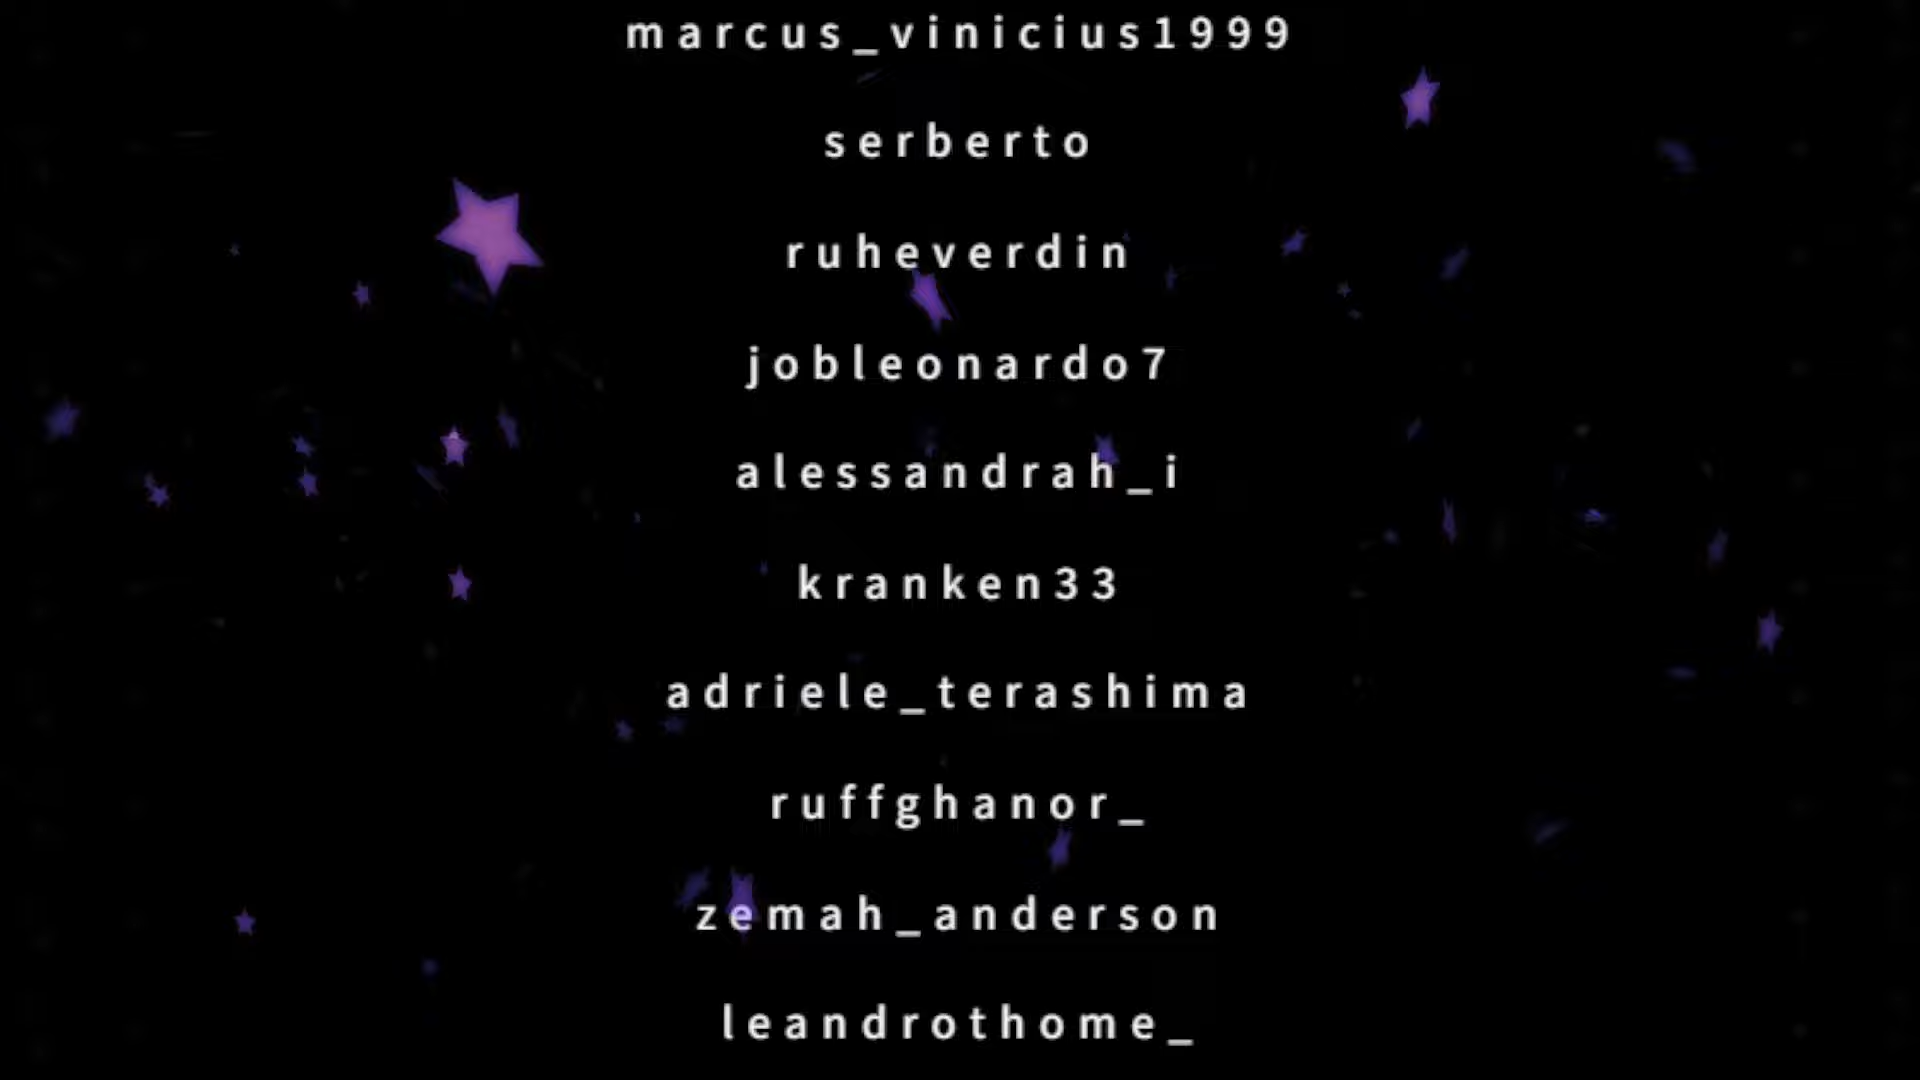 marcus_vinicius1999
serberto
ruheverdin
jobleonardo7
alessandrah_i
kranken33
adriele_terashima
ruffghanor_
zemah_anderson
leandrothome_